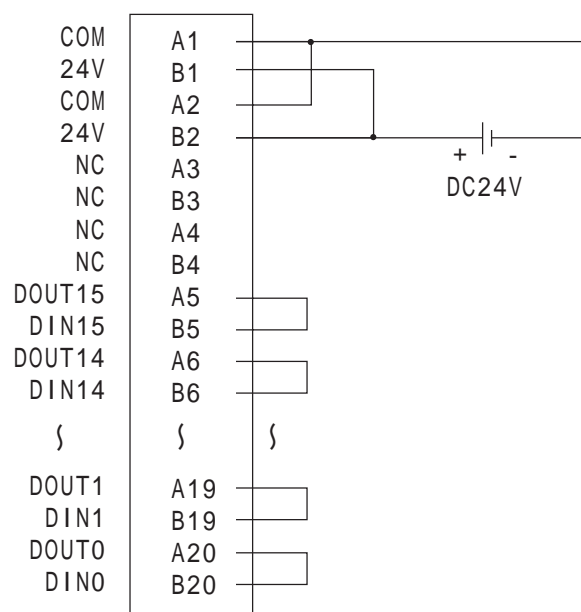 COM A1
24V B1
COM A2
24V B2
NC A3
NC B3
NC A4
NC B4
DOUT15 A5
DIN15 B5
DOUT14 A6
DIN14 B6
DOUT1 A19
DIN1 B19
DOUT0 A20
DIN0 B20
+ -
DC24V